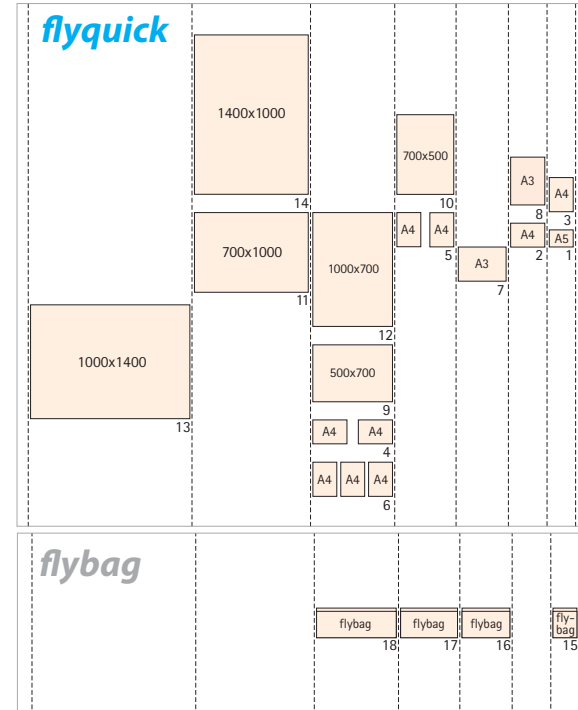 flyquick
1400x1000
14
700x500
10
A3
8
A4
3
700x1000
11
1000x700
12
A4 A4
5
A3
7
A4
2
A5
1
1000x1400
13
500x700
9
A4 A4
4
A4 A4 A4
6
flybag
flybag
18
flybag
17
flybag
16
fly-
bag
15